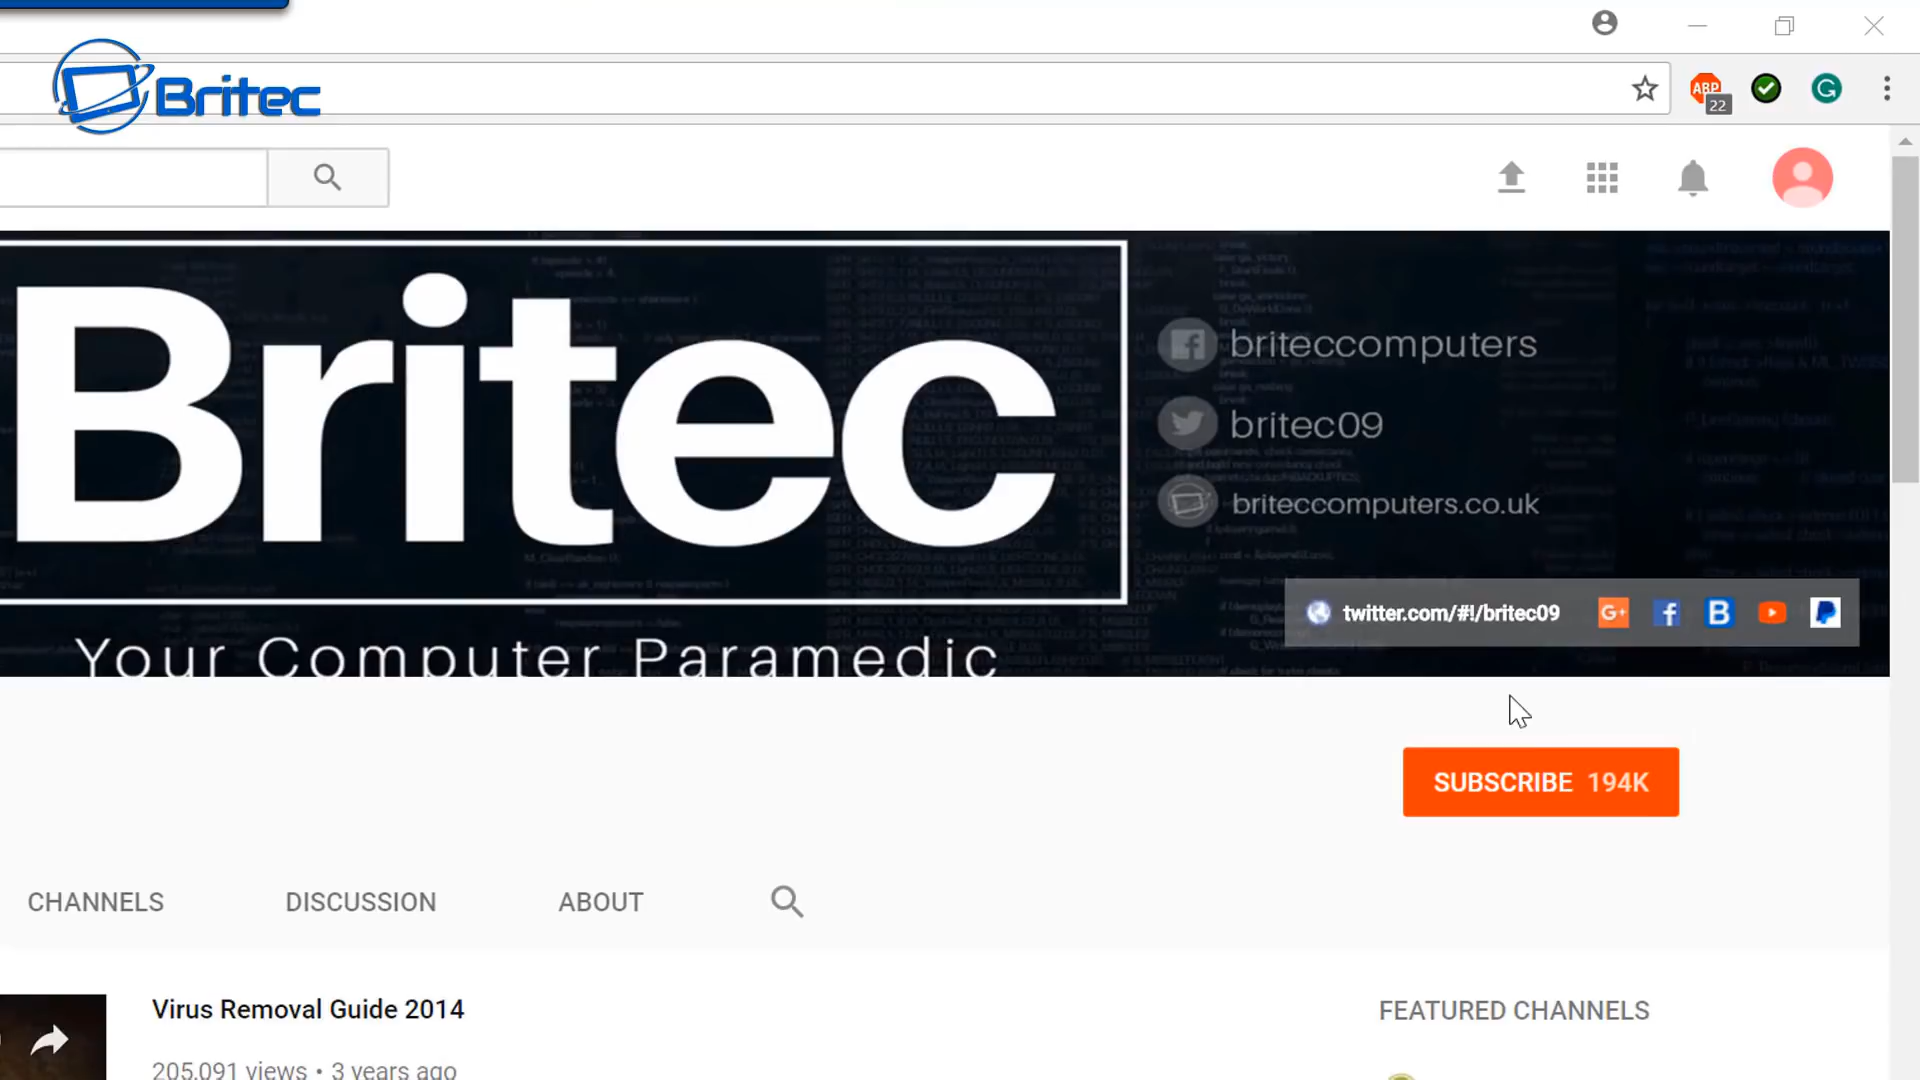 Britec
ABP
22
G
Britec
briteccomputers
britec09
briteccomputers.co.uk
Your Computer Paramedic
twitter.com/#!/britec09 G+ f B
SUBSCRIBE 194K
CHANNELS DISCUSSION ABOUT
Virus Removal Guide 2014
205,091 views • 3 years ago
FEATURED CHANNELS